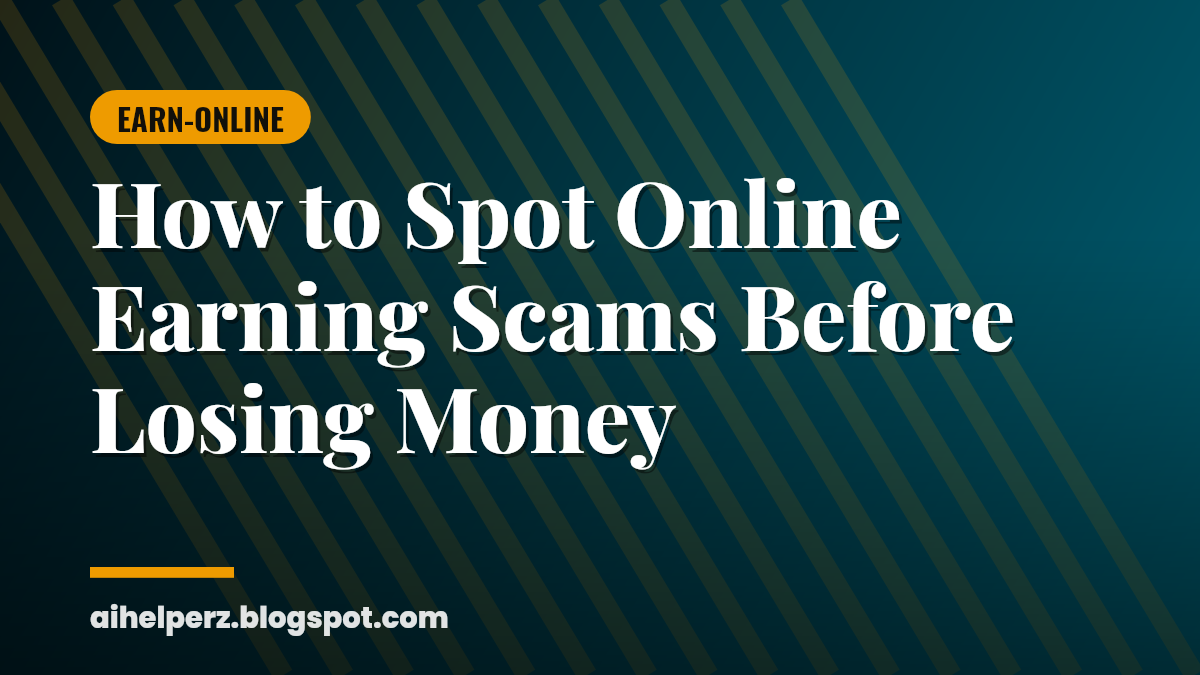 EARN-ONLINE
How to Spot Online
Earning Scams Before
Losing Money
aihelperz.blogspot.com